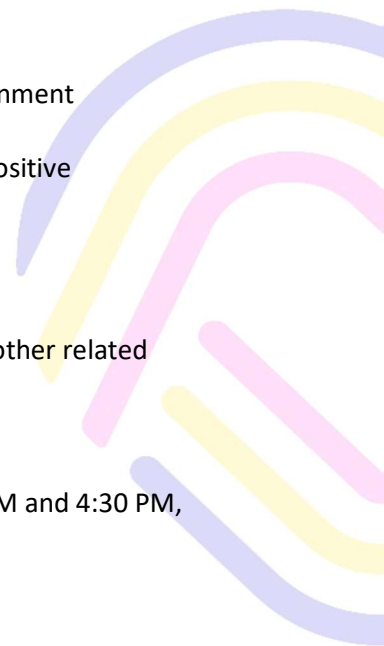 nment
ositive
other related
M and 4:30 PM,